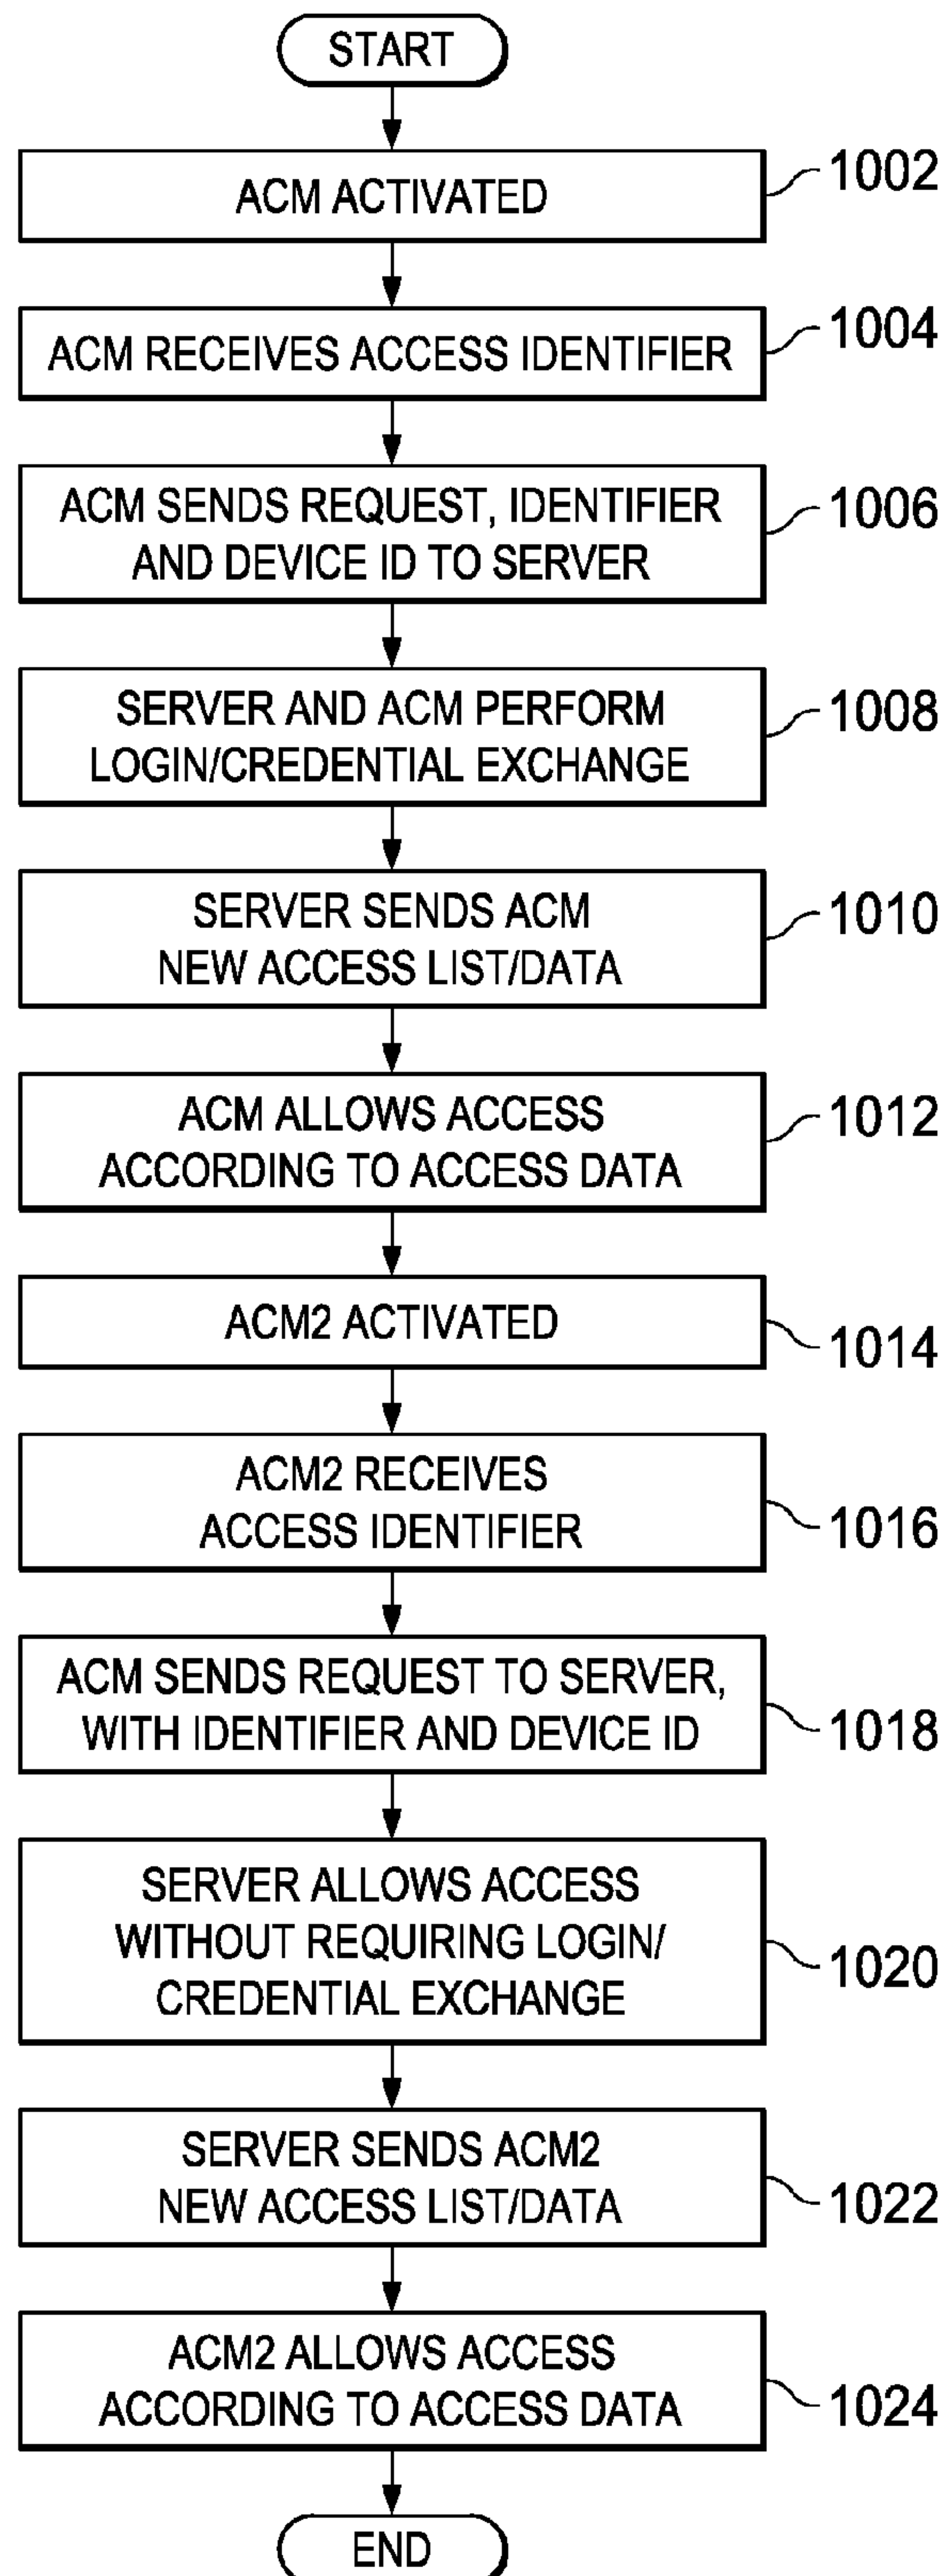 START
ACM ACTIVATED
1002
ACM RECEIVES ACCESS IDENTIFIER
1004
ACM SENDS REQUEST, IDENTIFIER
AND DEVICE ID TO SERVER
1006
SERVER AND ACM PERFORM
LOGIN/CREDENTIAL EXCHANGE
1008
SERVER SENDS ACM
NEW ACCESS LIST/DATA
1010
ACM ALLOWS ACCESS
ACCORDING TO ACCESS DATA
1012
ACM2 ACTIVATED
1014
ACM2 RECEIVES
ACCESS IDENTIFIER
1016
ACM SENDS REQUEST TO SERVER,
WITH IDENTIFIER AND DEVICE ID
1018
SERVER ALLOWS ACCESS
WITHOUT REQUIRING LOGIN/
CREDENTIAL EXCHANGE
1020
SERVER SENDS ACM2
NEW ACCESS LIST/DATA
1022
ACM2 ALLOWS ACCESS
ACCORDING TO ACCESS DATA
1024
END